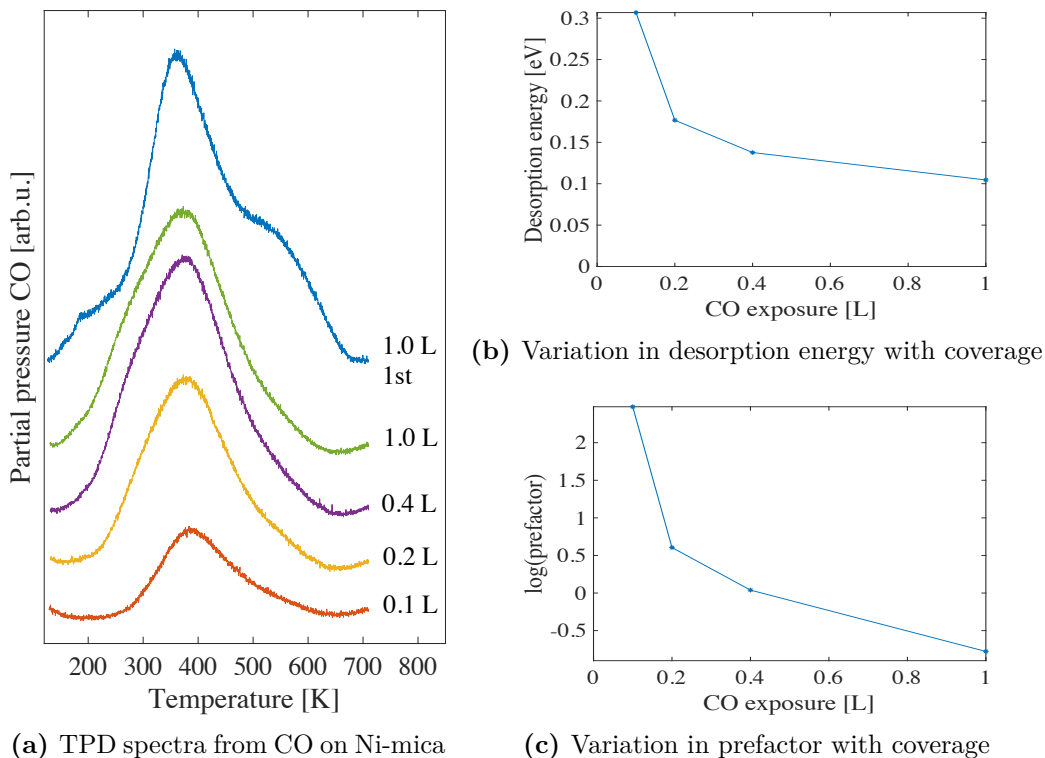 Partial pressure CO [arb.u.]
1.0 L
1st
1.0 L
0.4 L
0.2 L
0.1 L
200 300 400 500 600 700 800
Temperature [K]
(a) TPD spectra from CO on Ni-mica
Desorption energy [eV]
0.3
0.25
0.2
0.15
0.1
0.05
0
0 0.2 0.4 0.6 0.8 1
CO exposure [L]
(b) Variation in desorption energy with coverage
log(prefactor)
2
1.5
1
0.5
0
-0.5
0 0.2 0.4 0.6 0.8 1
CO exposure [L]
(c) Variation in prefactor with coverage